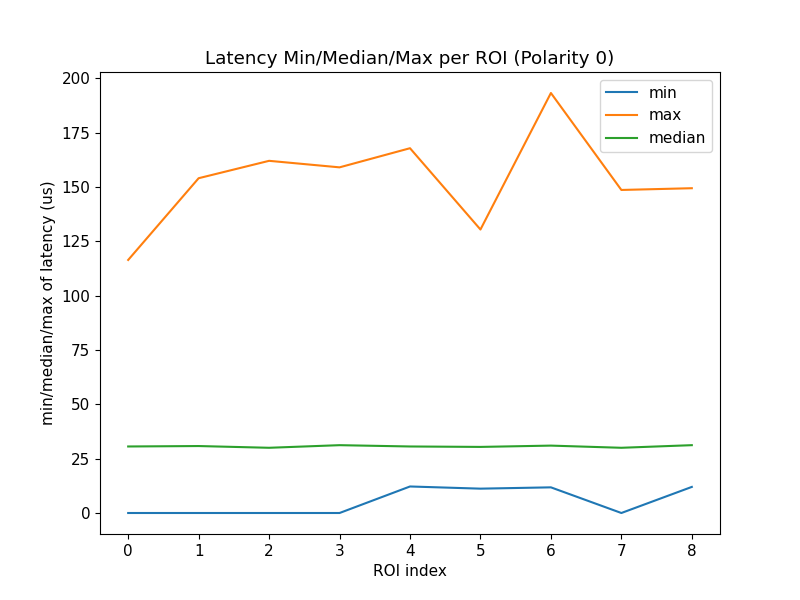 Latency Min/Median/Max per ROI (Polarity 0)
min
max
median
min/median/max of latency (us)
200
175
150
125
100
75
50
25
0
0 1 2 3 4 5 6 7 8
ROI index